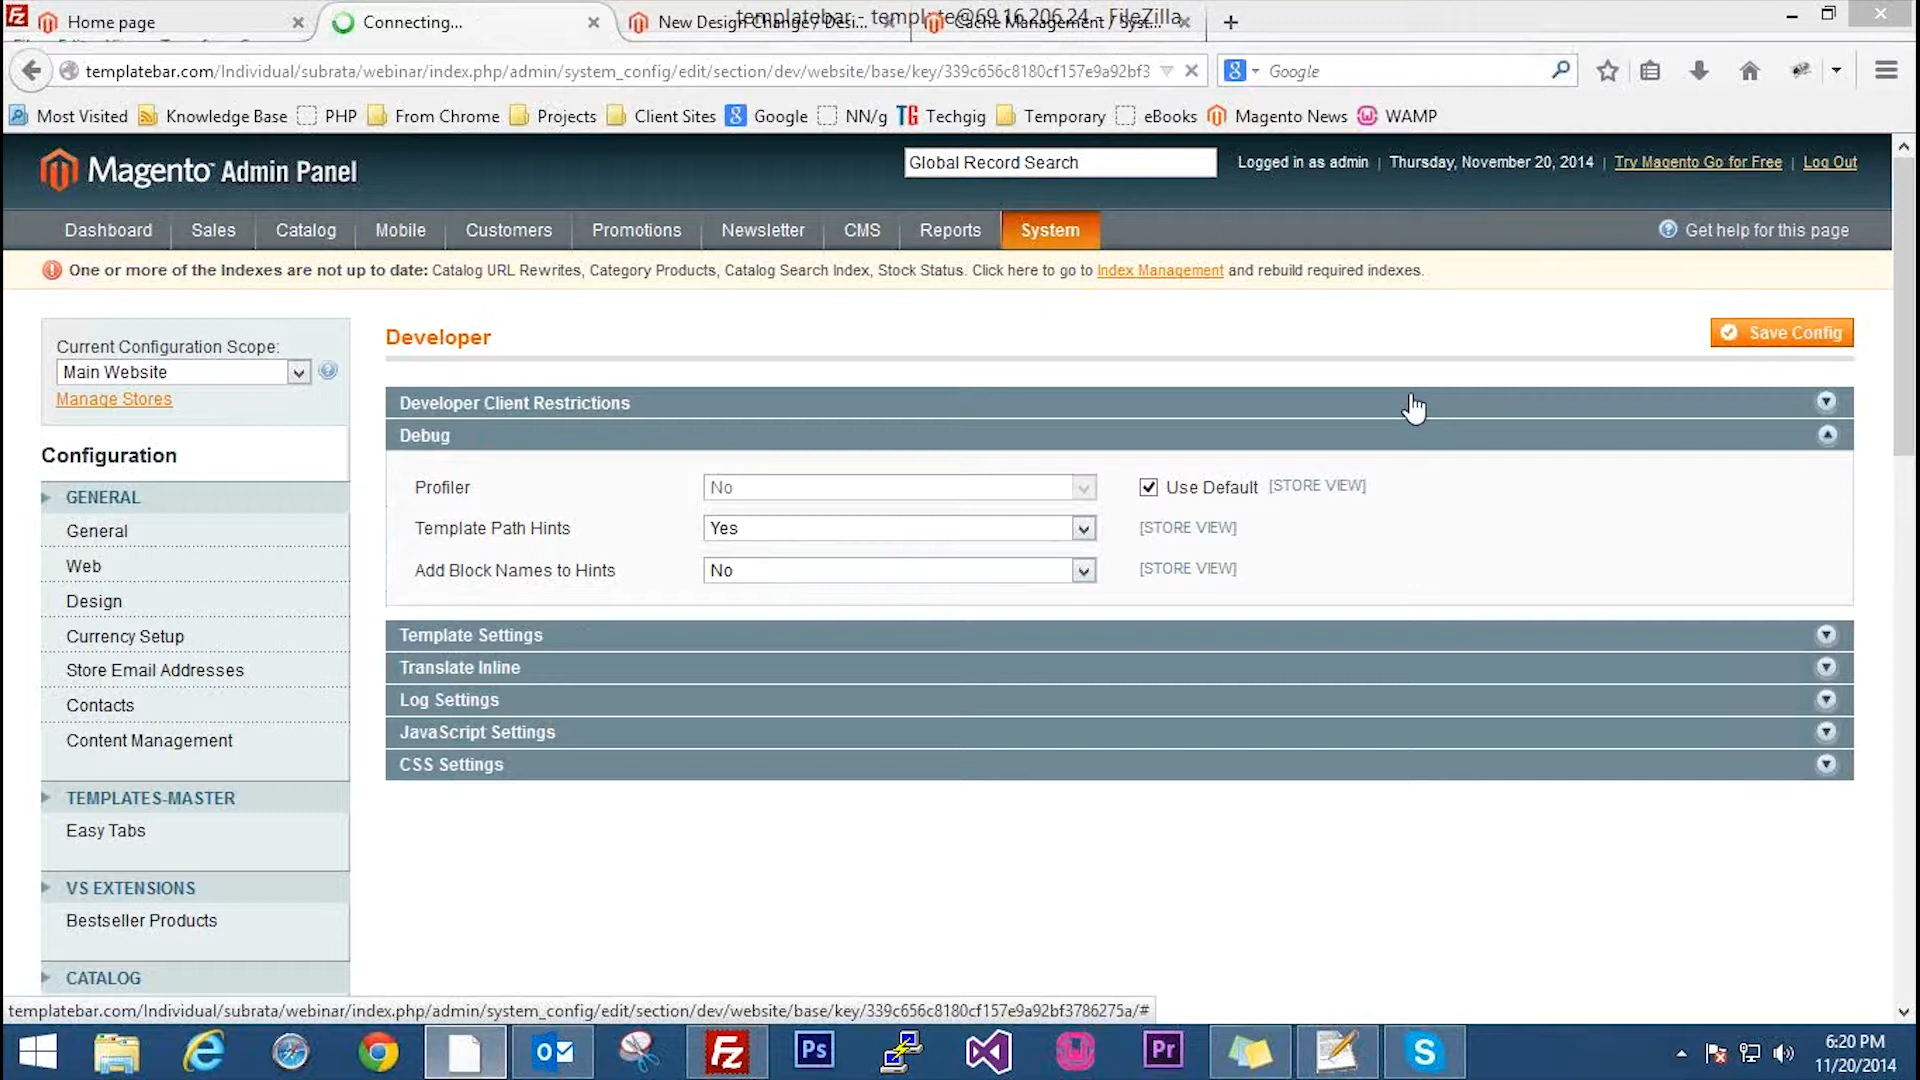 Home page
Connecting...
New Design Change / Desi...
Cache Management / Syst...
templatebar - template@69.16.206.24 - FileZilla
templatebar.com/Individual/subrata/webinar/index.php/admin/system_config/edit/section/dev/website/base/key/339c656c8180cf157e9a92bf3
Google
Most Visited Knowledge Base PHP From Chrome Projects Client Sites Google NN/g Techgig Temporary eBooks Magento News WAMP
Magento Admin Panel
Global Record Search
Logged in as admin | Thursday, November 20, 2014 | Try Magento Go for Free | Log Out
Dashboard Sales Catalog Mobile Customers Promotions Newsletter CMS Reports System
Get help for this page
One or more of the Indexes are not up to date: Catalog URL Rewrites, Category Products, Catalog Search Index, Stock Status. Click here to go to Index Management and rebuild required indexes.
Current Configuration Scope:
Main Website
Manage Stores
Configuration
GENERAL
General
Web
Design
Currency Setup
Store Email Addresses
Contacts
Content Management
TEMPLATES-MASTER
Easy Tabs
VS EXTENSIONS
Bestseller Products
CATALOG
Developer
Save Config
Developer Client Restrictions
Debug
Profiler No Use Default [STORE VIEW]
Template Path Hints Yes [STORE VIEW]
Add Block Names to Hints No [STORE VIEW]
Template Settings
Translate Inline
Log Settings
JavaScript Settings
CSS Settings
templatebar.com/Individual/subrata/webinar/index.php/admin/system_config/edit/section/dev/website/base/key/339c656c8180cf157e9a92bf3786275a/#
Ps
Pr
6:20 PM
11/20/2014